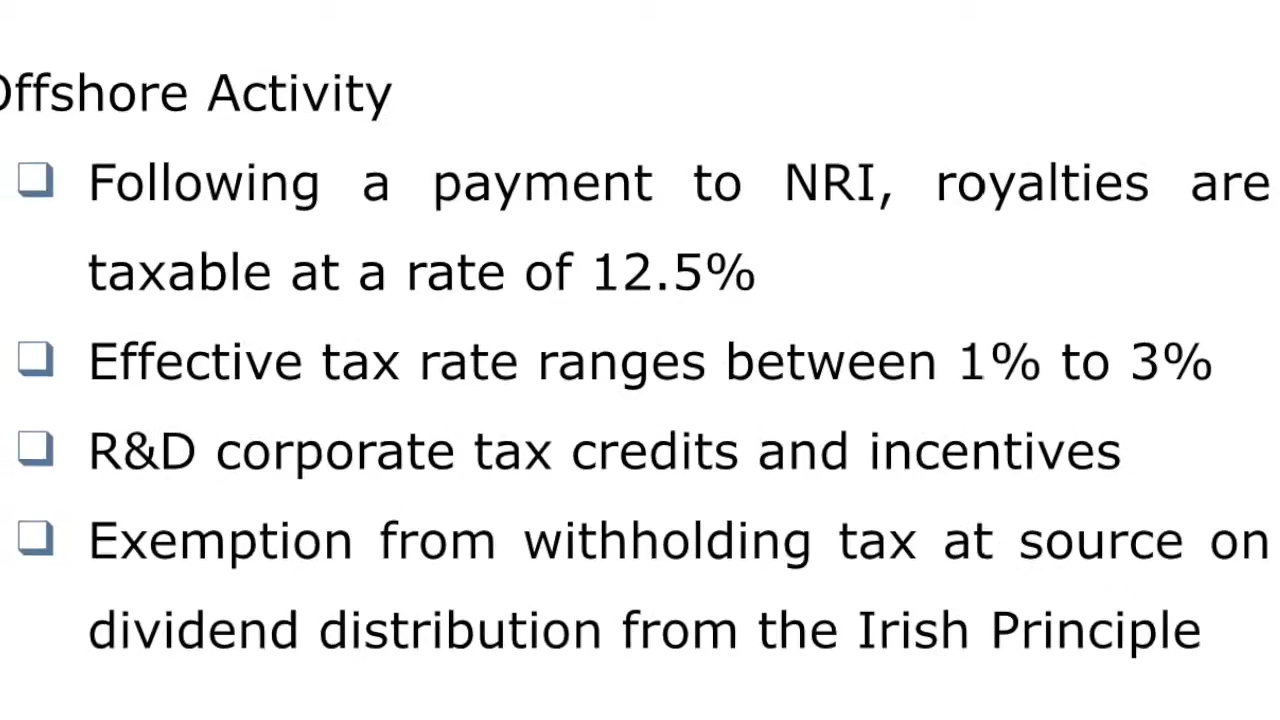 Offshore Activity
❑ Following a payment to NRI, royalties are
taxable at a rate of 12.5%
❑ Effective tax rate ranges between 1% to 3%
❑ R&D corporate tax credits and incentives
❑ Exemption from withholding tax at source on
dividend distribution from the Irish Principle